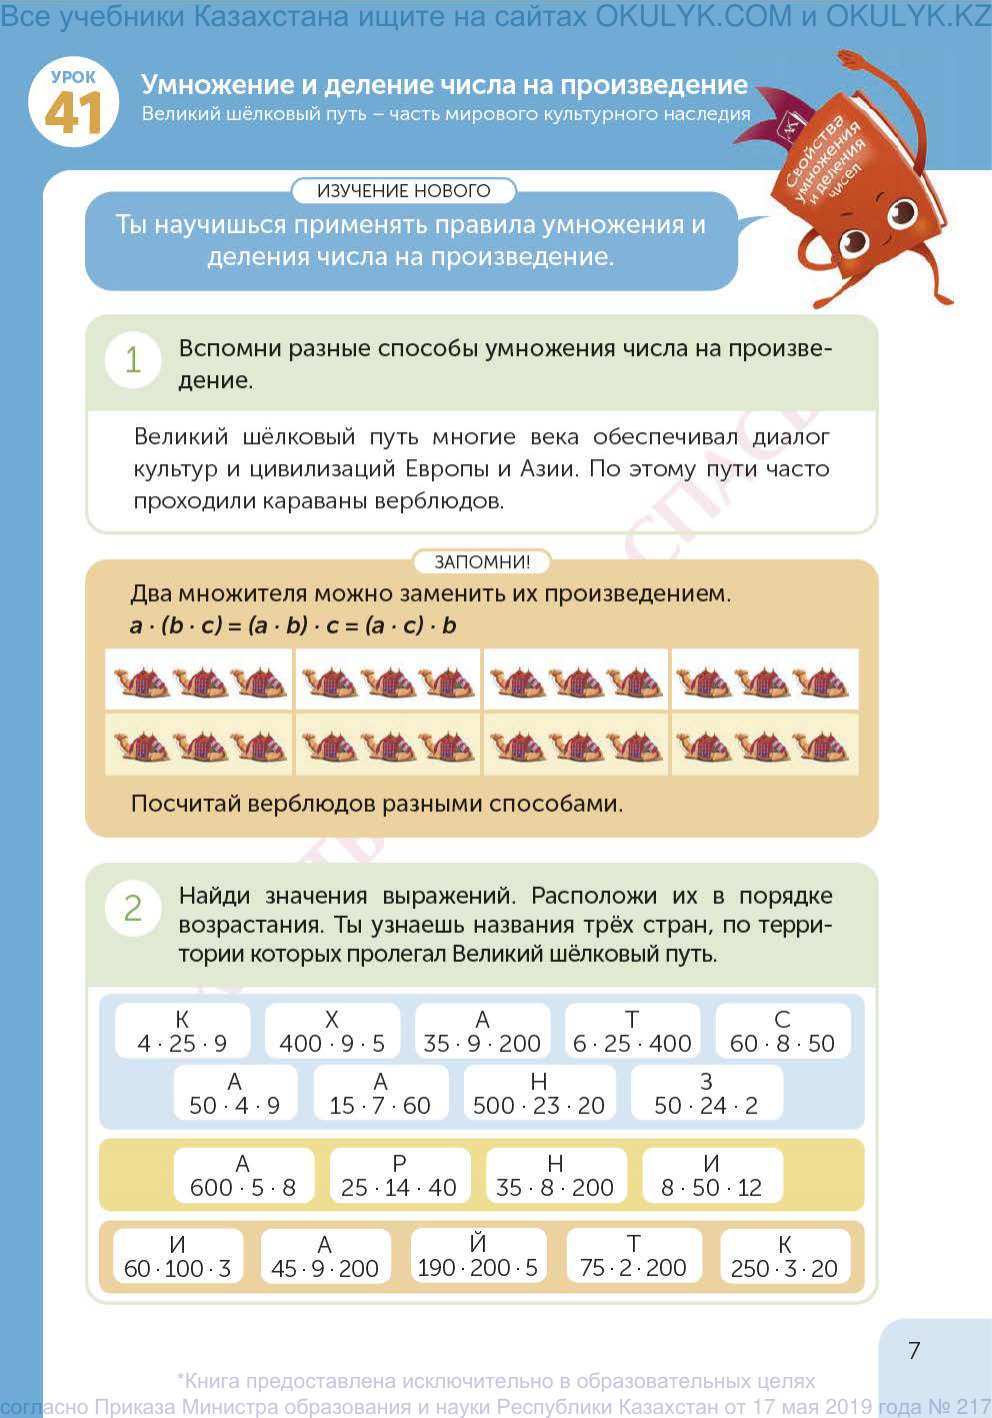 Все учебники Казахстана ищите на сайтах OKULYK.COM и OKULYK.KZ
УРОК
41
Умножение и деление числа на произведение
Великий шёлковый путь – часть мирового культурного наследия
Свойства
умножения
и деления
чисел
ИЗУЧЕНИЕ НОВОГО
Ты научишься применять правила умножения и
деления числа на произведение.
1
Вспомни разные способы умножения числа на произве-
дение.
Великий шёлковый путь многие века обеспечивал диалог
культур и цивилизаций Европы и Азии. По этому пути часто
проходили караваны верблюдов.
ЗАПОМНИ!
Два множителя можно заменить их произведением.
a · (b · c) = (a · b) · c = (a · c) · b
Посчитай верблюдов разными способами.
2
Найди значения выражений. Расположи их в порядке
возрастания. Ты узнаешь названия трёх стран, по терри-
тории которых пролегал Великий шёлковый путь.
К Х А Т С
4 · 25 · 9 400 · 9 · 5 35 · 9 · 200 6 · 25 · 400 60 · 8 · 50
А А Н З
50 · 4 · 9 15 · 7 · 60 500 · 23 · 20 50 · 24 · 2
А Р Н И
600 · 5 · 8 25 · 14 · 40 35 · 8 · 200 8 · 50 · 12
И А Й Т К
60 · 100 · 3 45 · 9 · 200 190 · 200 · 5 75 · 2 · 200 250 · 3 · 20
7
*Книга предоставлена исключительно в образовательных целях
согласно Приказа Министра образования и науки Республики Казахстан от 17 мая 2019 года № 217